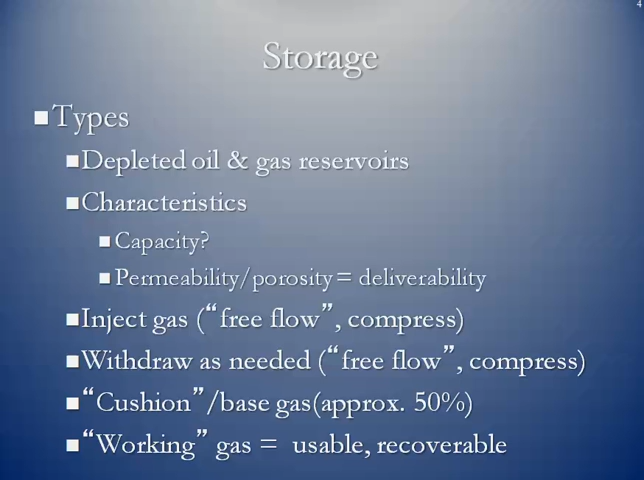 4
Storage
Types
Depleted oil & gas reservoirs
Characteristics
Capacity?
Permeability/porosity = deliverability
Inject gas (“free flow”, compress)
Withdraw as needed (“free flow”, compress)
“Cushion”/base gas(approx. 50%)
“Working” gas = usable, recoverable